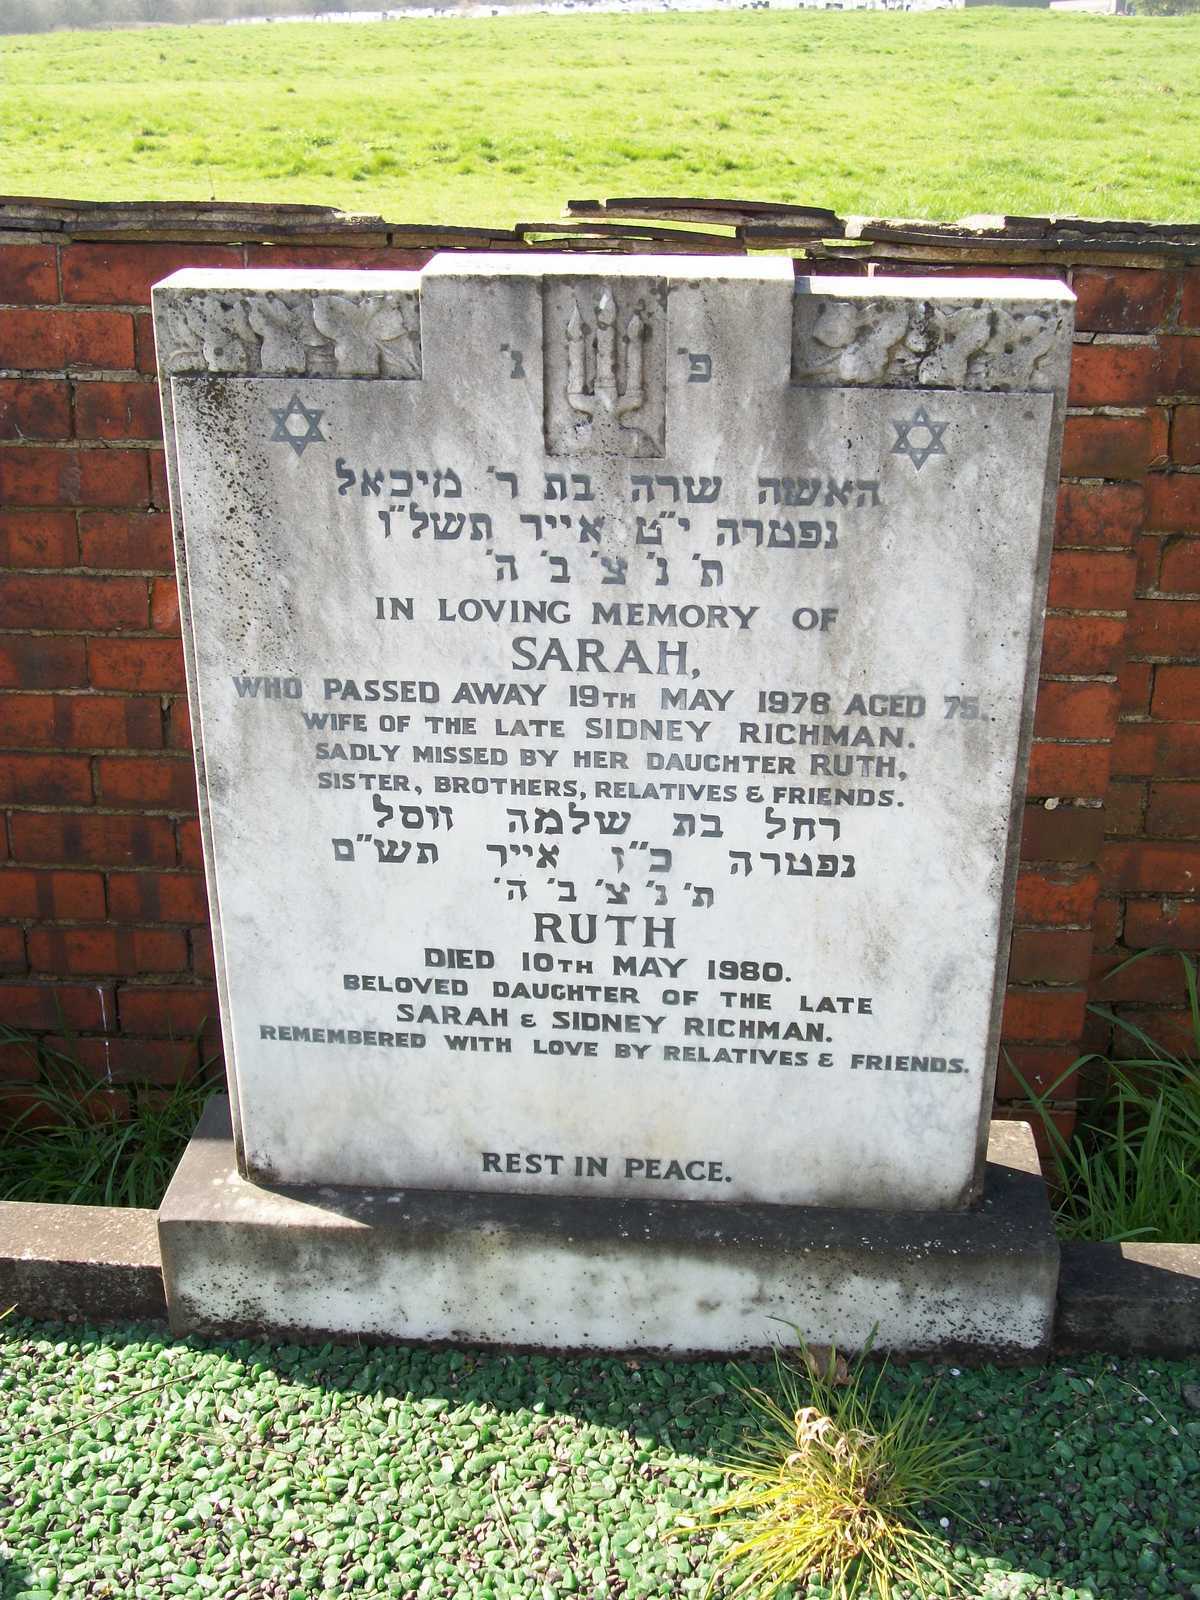 פ׳ נ׳
האשה שרה בת ר׳ מיכאל
נפטרה י״ט אייר תשל״ו
ת׳ נ׳ צ׳ ב׳ ה׳
IN LOVING MEMORY OF
SARAH,
WHO PASSED AWAY 19TH MAY 1976 AGED 75.
WIFE OF THE LATE SIDNEY RICHMAN.
SADLY MISSED BY HER DAUGHTER RUTH,
SISTER, BROTHERS, RELATIVES & FRIENDS.
רחל בת שלמה ווסל
נפטרה כ״ו אייר תש״ם
ת׳ נ׳ צ׳ ב׳ ה׳
RUTH
DIED 10TH MAY 1980.
BELOVED DAUGHTER OF THE LATE
SARAH & SIDNEY RICHMAN.
REMEMBERED WITH LOVE BY RELATIVES & FRIENDS.
REST IN PEACE.